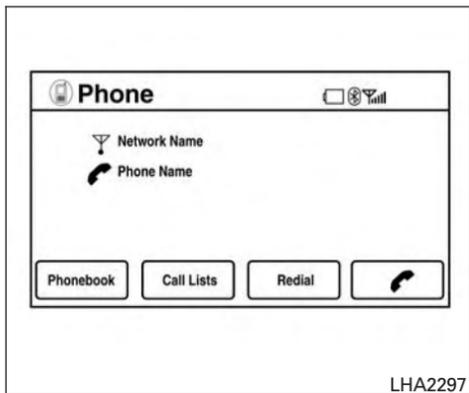 Phone
Network Name
Phone Name
Phonebook Call Lists Redial
LHA2297